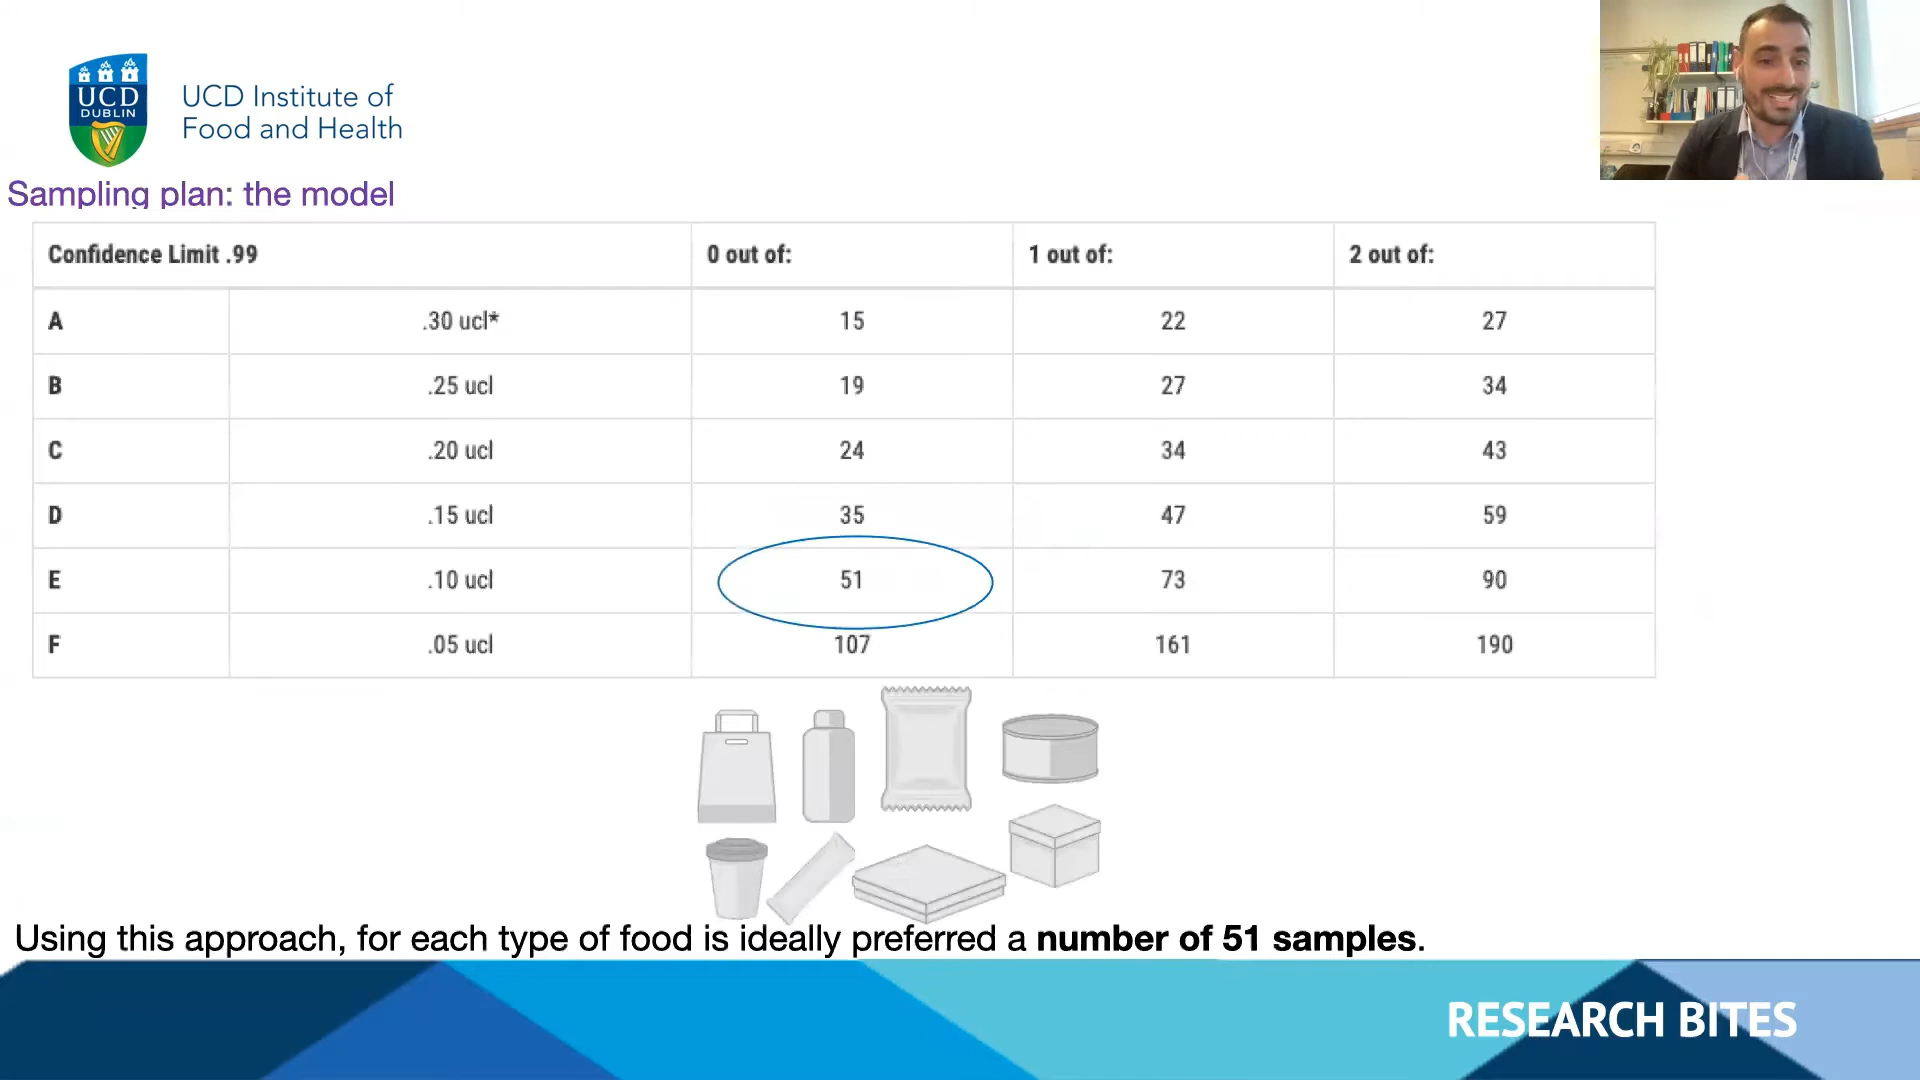 UCD
DUBLIN
UCD Institute of
Food and Health
Sampling plan: the model
Confidence Limit .99 0 out of: 1 out of: 2 out of:
A .30 ucl* 15 22 27
B .25 ucl 19 27 34
C .20 ucl 24 34 43
D .15 ucl 35 47 59
E .10 ucl 51 73 90
F .05 ucl 107 161 190
Using this approach, for each type of food is ideally preferred a number of 51 samples.
RESEARCH BITES